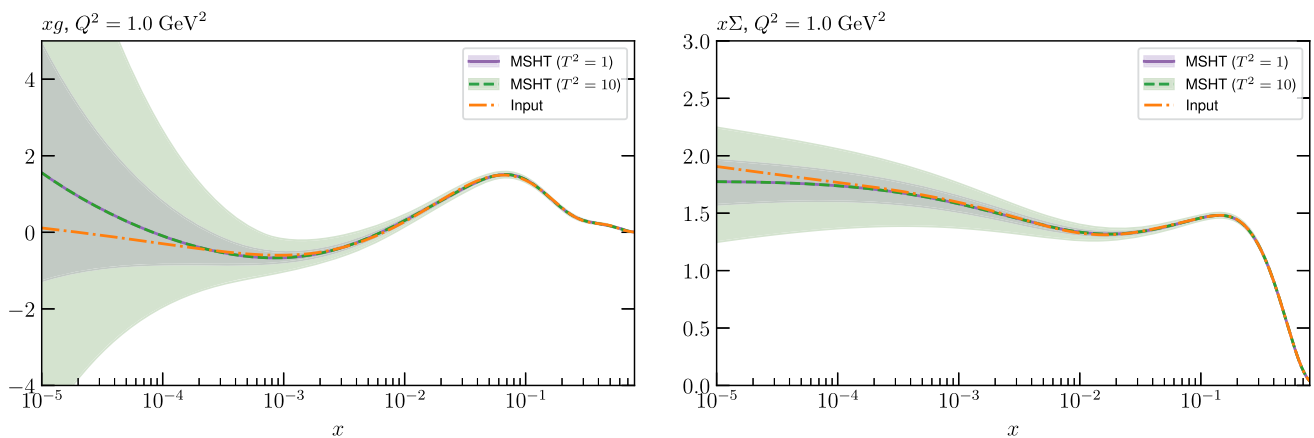 xg, Q² = 1.0 GeV²
MSHT (T² = 1)
MSHT (T² = 10)
Input
4
2
0
−2
−4
10⁻⁵ 10⁻⁴ 10⁻³ 10⁻² 10⁻¹
x
xΣ, Q² = 1.0 GeV²
MSHT (T² = 1)
MSHT (T² = 10)
Input
3.0
2.5
2.0
1.5
1.0
0.5
0.0
10⁻⁵ 10⁻⁴ 10⁻³ 10⁻² 10⁻¹
x